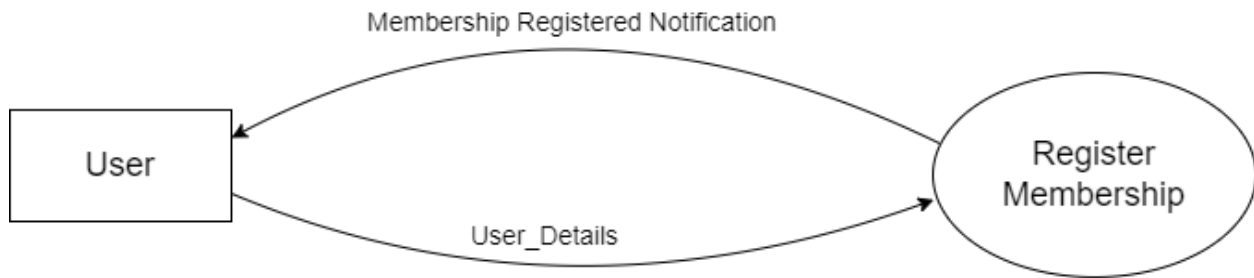 Membership Registered Notification
User
Register
Membership
User_Details